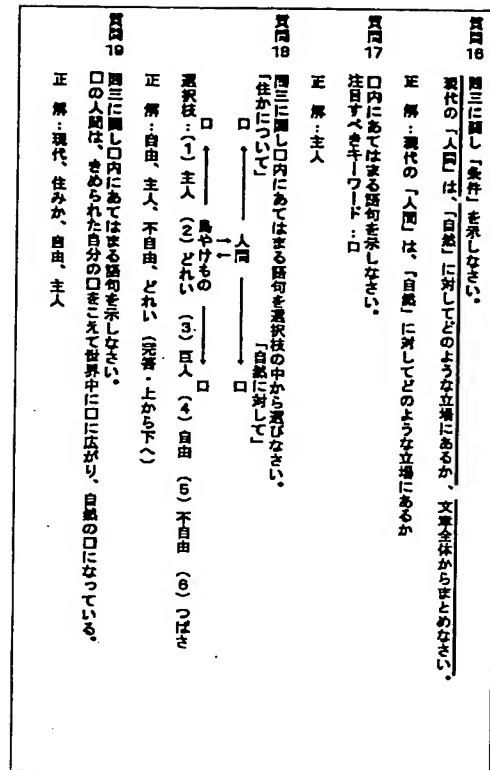 質問16
問三に関し「条件」を示しなさい。
現代の「人間」は、「自然」に対してどのような立場にあるか、文章全体からまとめなさい。
正　解：現代の「人間」は、「自然」に対してどのような立場にあるか
質問17
口内にあてはまる語句を示しなさい。
注目すべきキーワード：口
正　解：主人
質問18
問三に関し口内にあてはまる語句を選択枝の中から選びなさい。
「住かについて」　「自然に対して」
口　←　人間　→　口
口　←　鳥やけもの　→　口
選択枝：（1）主人　（2）どれい　（3）巨人　（4）自由　（5）不自由　（6）つばさ
正　解：自由、主人、不自由、どれい　（完答・上から下へ）
質問19
問三に関し口内にあてはまる語句を示しなさい。
口の人間は、きめられた自分の口をこえて世界中に口に広がり、自然の口になっている。
正　解：現代、住みか、自由、主人